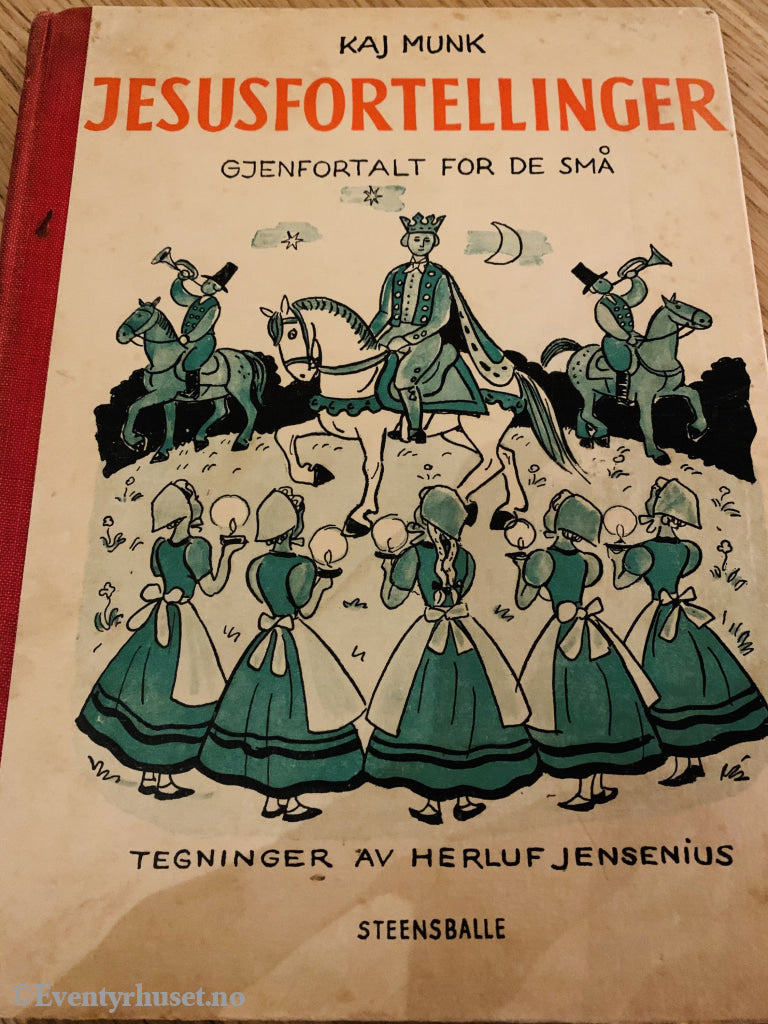 KAJ MUNK
JESUSFORTELLINGER
GJENFORTALT FOR DE SMÅ
TEGNINGER AV HERLUF JENSENIUS
STEENSBALLE
©Eventyrhuset.no